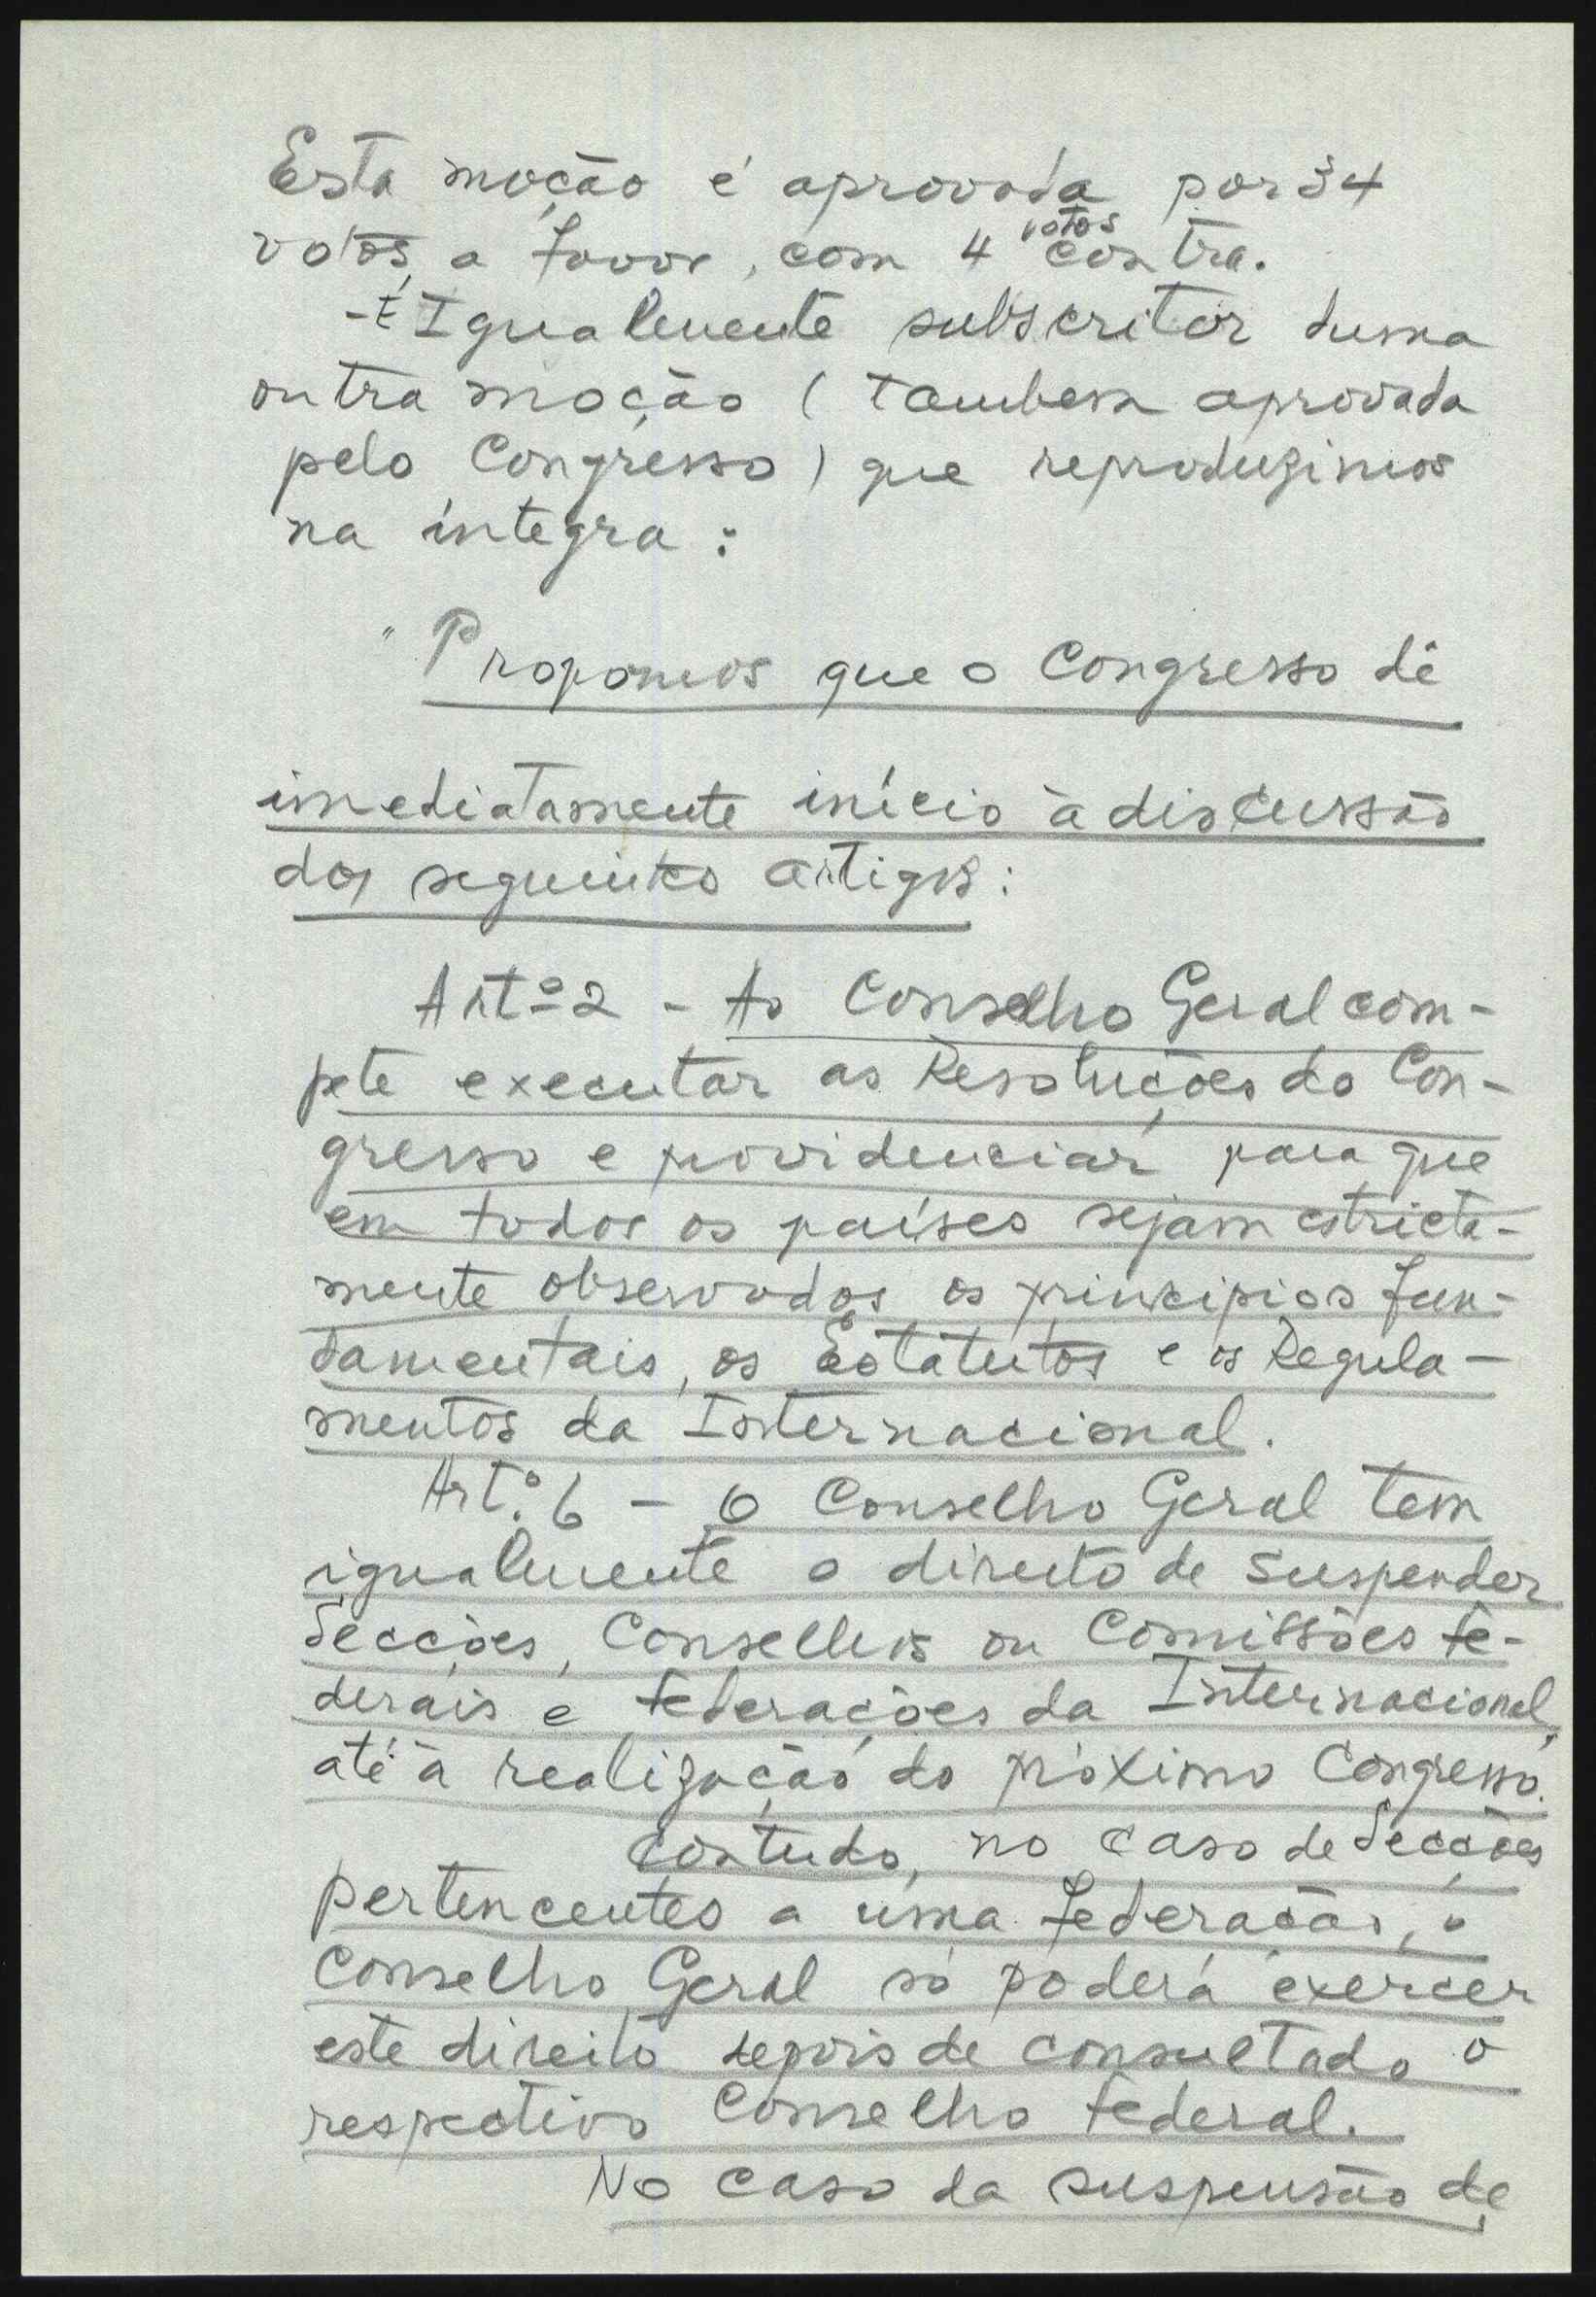 Esta moção é aprovada por 34
votos a favor, com 4 votos contra.
- É Igualmente subscritor duma
outra moção (tambem aprovada
pelo Congresso) que reproduzimos
na íntegra:
"Propomos que o Congresso dê
imediatamente início à discussão
dos seguintes artigos:
Artº 2 - Ao Conselho Geral com-
pete executar as Resoluções do Con-
gresso e providenciar para que
em todos os países sejam estricta-
mente observados os princípios fun-
damentais, os Estatutos e os Regula-
mentos da Internacional.
Art.º 6 - O Conselho Geral tem
igualmente o direito de suspender
Secções, Conselhos ou Comissões fe-
derais e federações da Internacional,
até à realização do próximo Congresso.
Contudo, no caso de Secções
pertencentes a uma federação, o
Conselho Geral só poderá exercer
este direito depois de consultado o
respectivo Conselho federal.
No caso da suspensão de